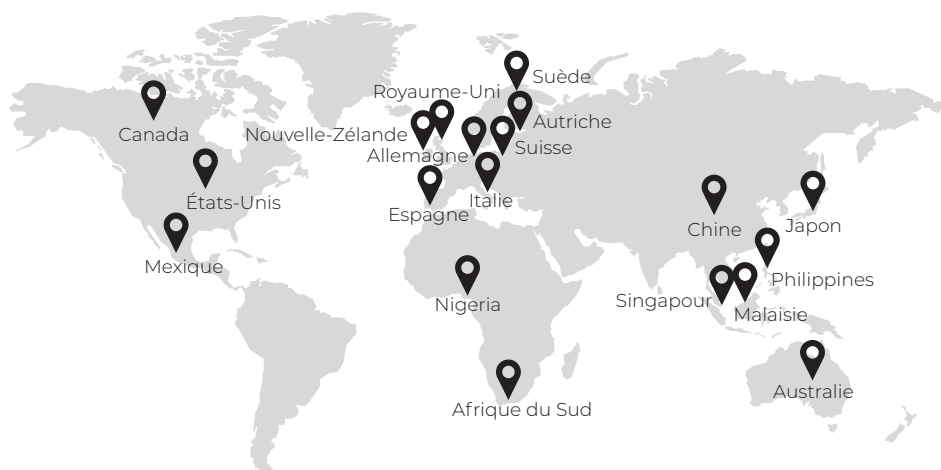 Suède
Royaume-Uni
Autriche
Canada
Nouvelle-Zélande
Suisse
Allemagne
États-Unis
Italie
Espagne
Chine
Japon
Mexique
Philippines
Nigeria
Singapour
Malaisie
Australie
Afrique du Sud